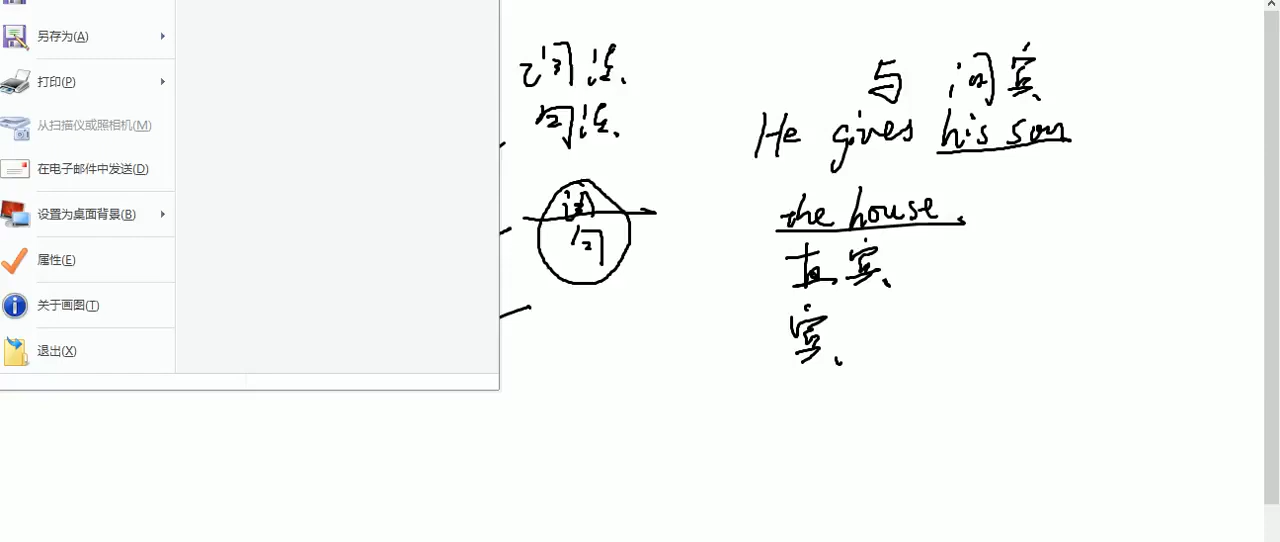 另存为(A)
打印(P)
从扫描仪或照相机(M)
在电子邮件中发送(D)
设置为桌面背景(B)
属性(E)
关于画图(T)
退出(X)
词法.
句法.
词
句
与 间宾.
He gives his son
the house.
直宾.
宾.